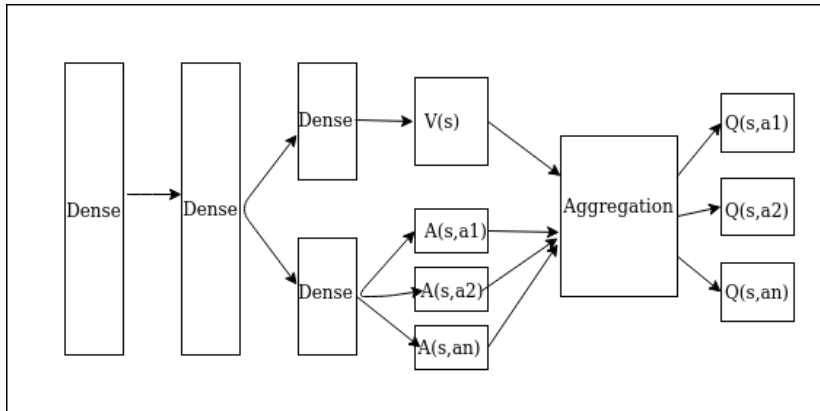 Dense
Dense
Dense
Dense
V(s)
A(s,a1)
A(s,a2)
A(s,an)
Aggregation
Q(s,a1)
Q(s,a2)
Q(s,an)